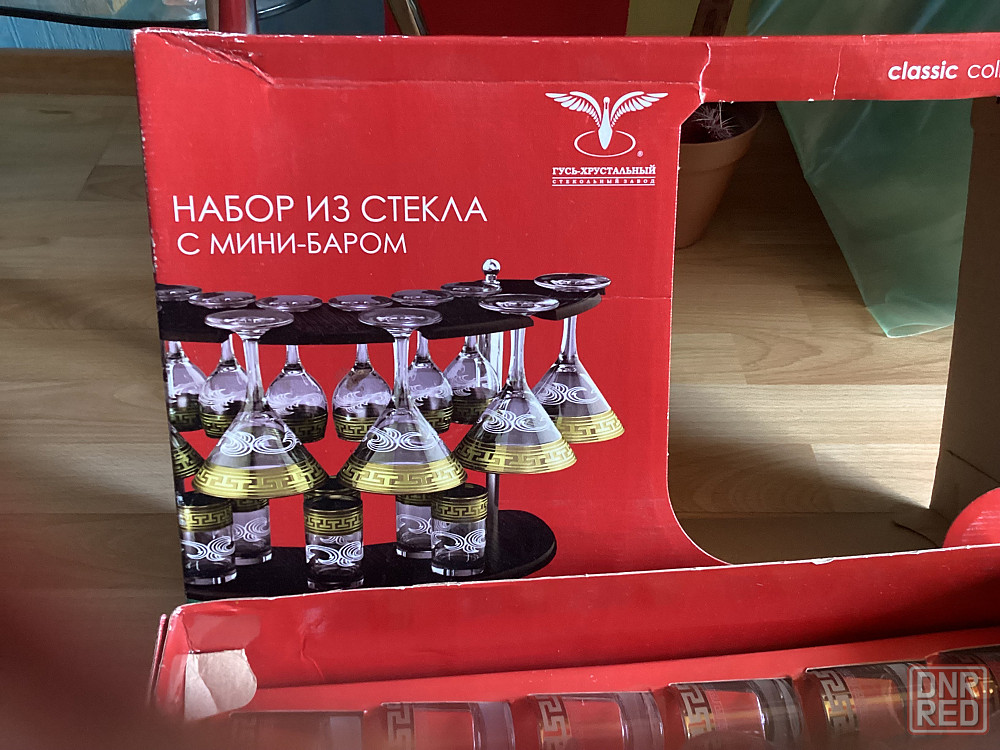 classic
ГУСЬ-ХРУСТАЛЬНЫЙ
СТЕКОЛЬНЫЙ ЗАВОД
®
НАБОР ИЗ СТЕКЛА
С МИНИ-БАРОМ
DNR
RED